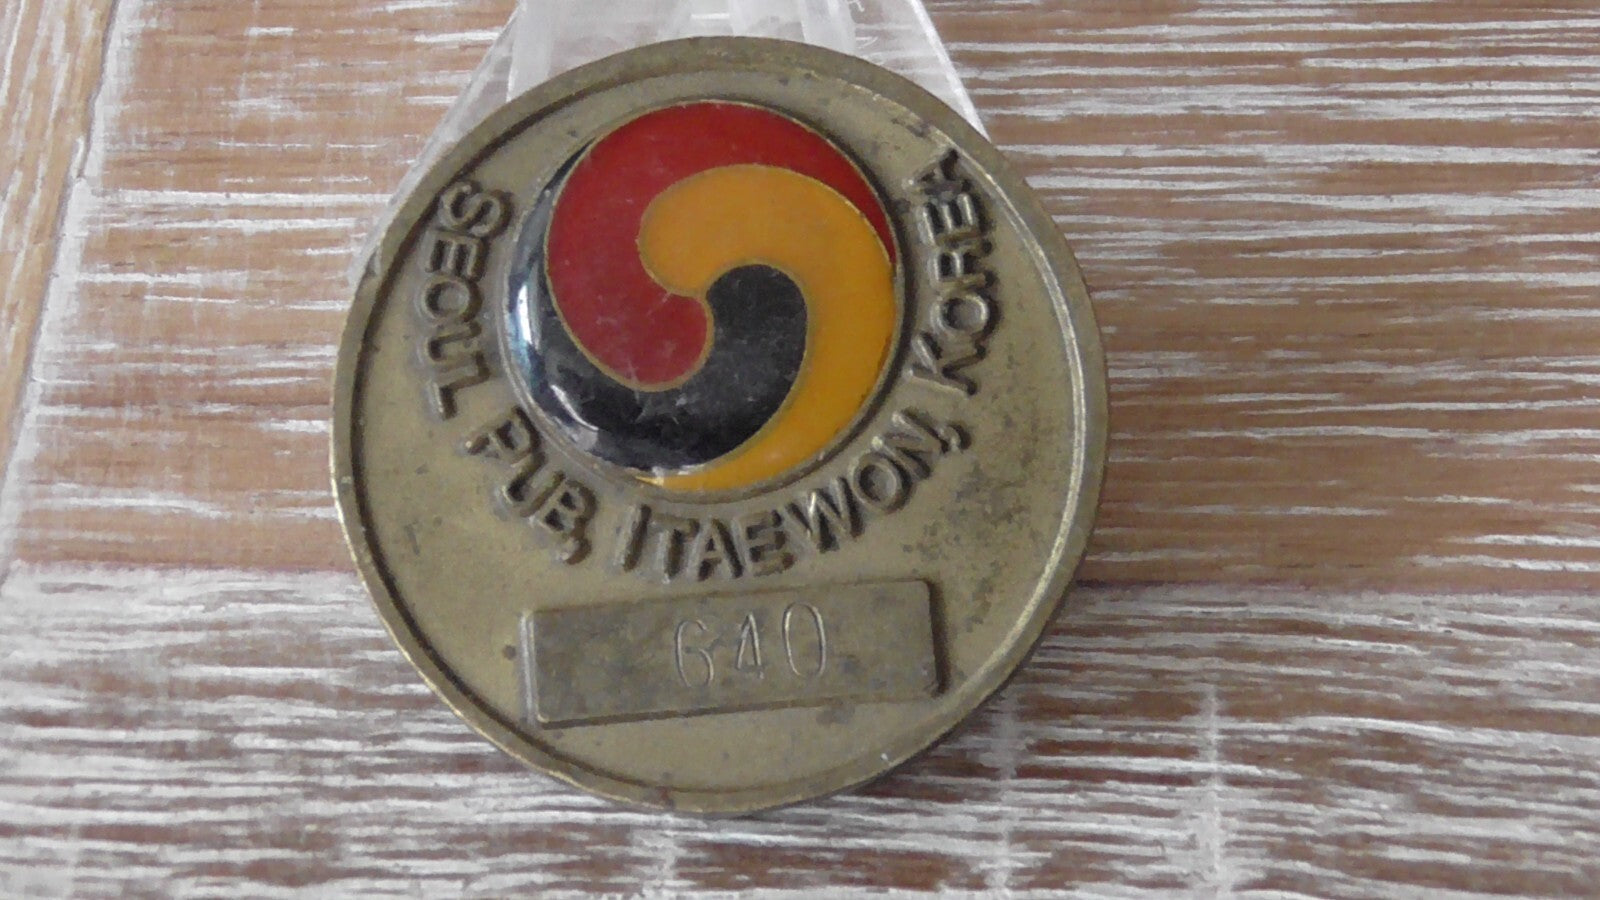 SEOUL PUB, ITAEWON, KOREA
640